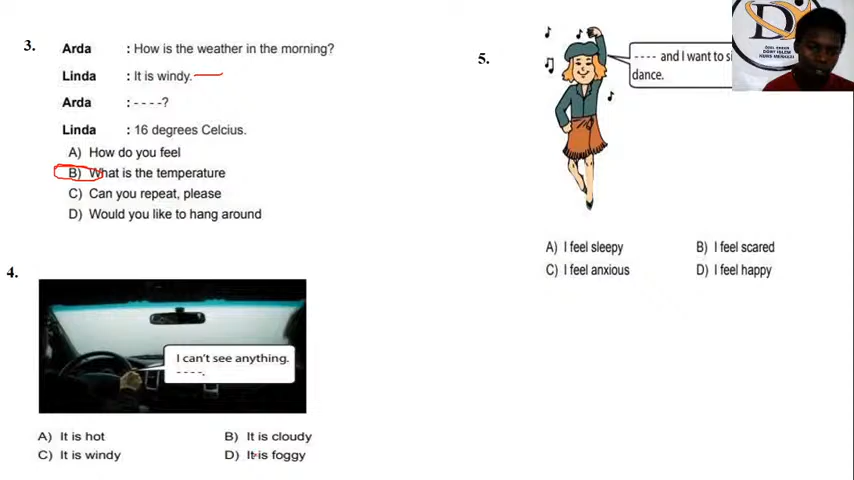 3.
Arda : How is the weather in the morning?
Linda : It is windy.
Arda : - - - - ?
Linda : 16 degrees Celcius.
A) How do you feel
B) What is the temperature
C) Can you repeat, please
D) Would you like to hang around
4.
I can't see anything.
- - - -.
A) It is hot
B) It is cloudy
C) It is windy
D) It is foggy
5.
- - - - and I want to
dance.
A) I feel sleepy
B) I feel scared
C) I feel anxious
D) I feel happy